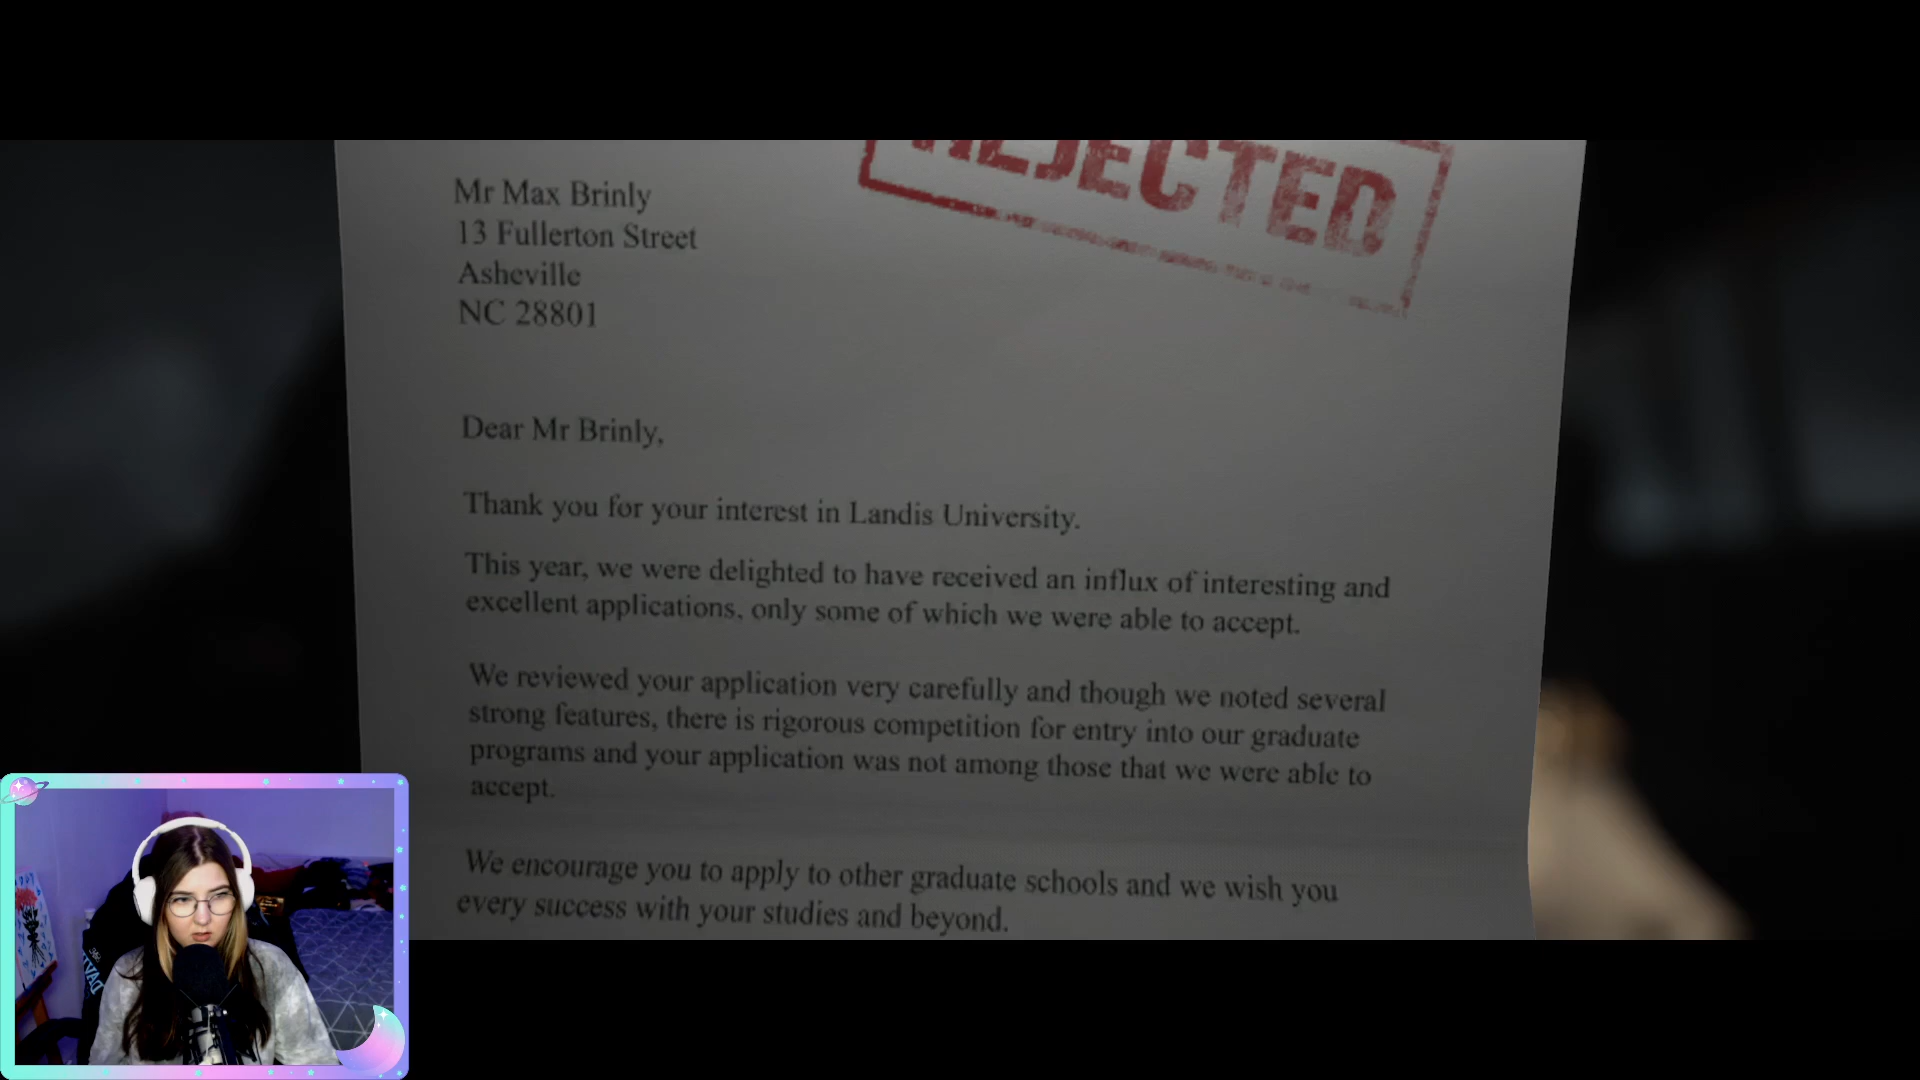 REJECTED
Mr Max Brinly
13 Fullerton Street
Asheville
NC 28801
Dear Mr Brinly,
Thank you for your interest in Landis University.
This year, we were delighted to have received an influx of interesting and
excellent applications, only some of which we were able to accept.
We reviewed your application very carefully and though we noted several
strong features, there is rigorous competition for entry into our graduate
programs and your application was not among those that we were able to
accept.
We encourage you to apply to other graduate schools and we wish you
every success with your studies and beyond.